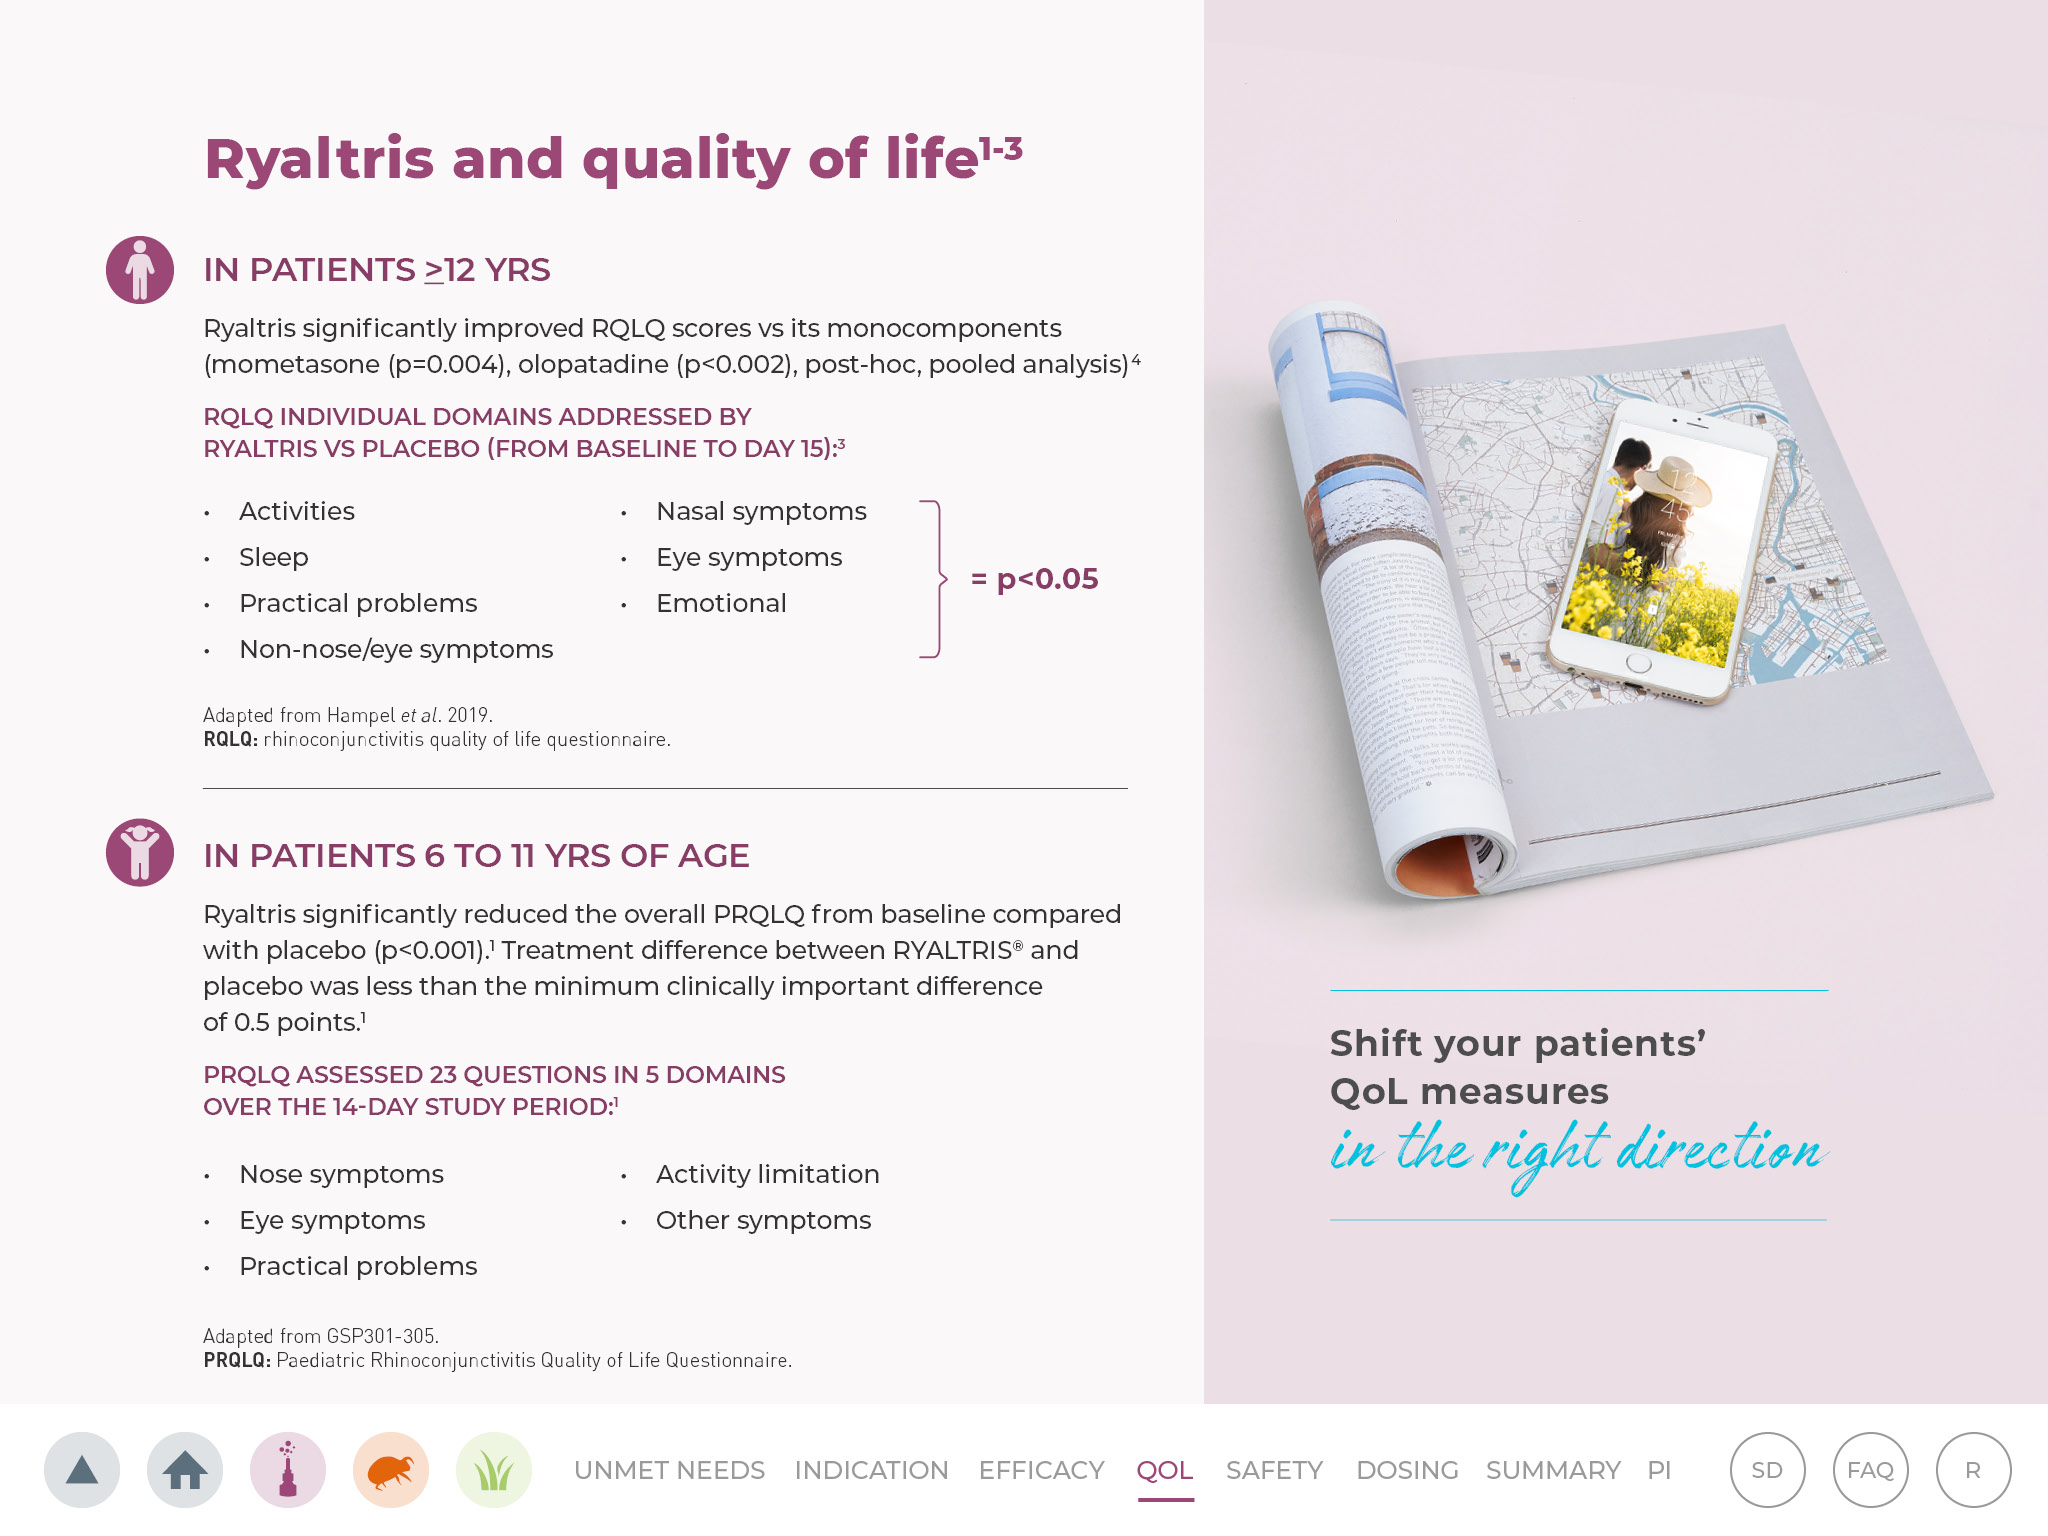 Ryaltris and quality of life1-3
IN PATIENTS ≥12 YRS
Ryaltris significantly improved RQLQ scores vs its monocomponents
(mometasone (p=0.004), olopatadine (p<0.002), post-hoc, pooled analysis)4
RQLQ INDIVIDUAL DOMAINS ADDRESSED BY
RYALTRIS VS PLACEBO (FROM BASELINE TO DAY 15):3
• Activities
• Sleep
• Practical problems
• Non-nose/eye symptoms
• Nasal symptoms
• Eye symptoms
• Emotional
= p<0.05
Adapted from Hampel et al. 2019.
RQLQ: rhinoconjunctivitis quality of life questionnaire.
IN PATIENTS 6 TO 11 YRS OF AGE
Ryaltris significantly reduced the overall PRQLQ from baseline compared
with placebo (p<0.001).1 Treatment difference between RYALTRIS® and
placebo was less than the minimum clinically important difference
of 0.5 points.1
PRQLQ ASSESSED 23 QUESTIONS IN 5 DOMAINS
OVER THE 14-DAY STUDY PERIOD:1
• Nose symptoms
• Eye symptoms
• Practical problems
• Activity limitation
• Other symptoms
Adapted from GSP301-305.
PRQLQ: Paediatric Rhinoconjunctivitis Quality of Life Questionnaire.
12
45
Shift your patients’
QoL measures
in the right direction
UNMET NEEDS INDICATION EFFICACY QOL SAFETY DOSING SUMMARY PI SD FAQ R